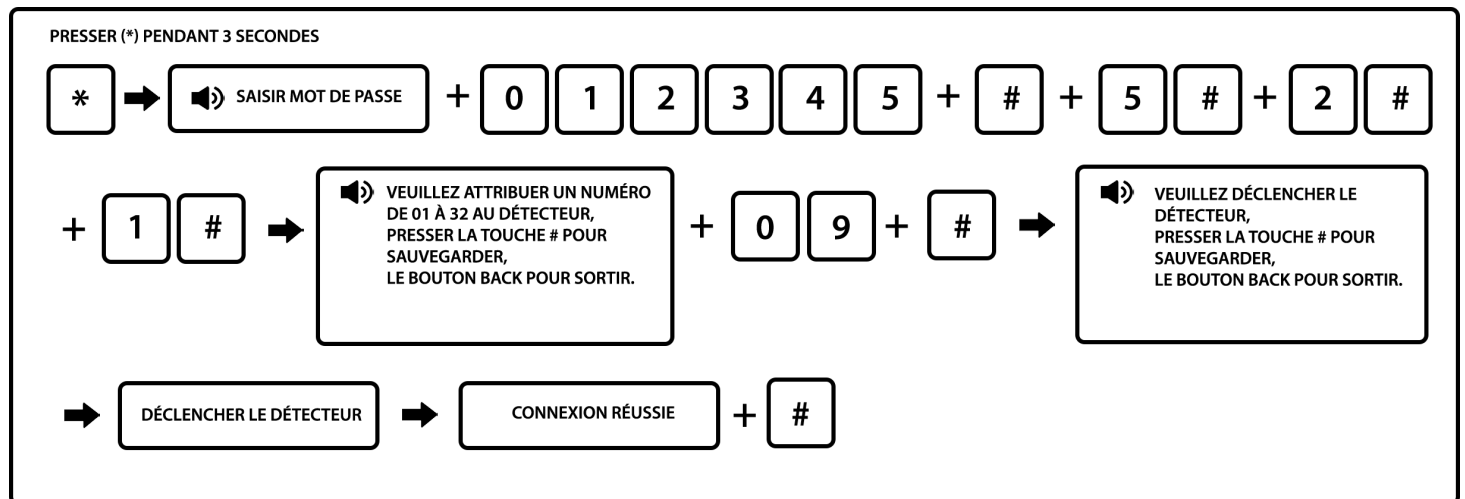 PRESSER (*) PENDANT 3 SECONDES
* SAISIR MOT DE PASSE + 0 1 2 3 4 5 + # + 5 # + 2 #
+ 1 #
VEUILLEZ ATTRIBUER UN NUMÉRO
DE 01 À 32 AU DÉTECTEUR,
PRESSER LA TOUCHE # POUR
SAUVEGARDER,
LE BOUTON BACK POUR SORTIR.
+ 0 9 + #
VEUILLEZ DÉCLENCHER LE
DÉTECTEUR,
PRESSER LA TOUCHE # POUR
SAUVEGARDER,
LE BOUTON BACK POUR SORTIR.
DÉCLENCHER LE DÉTECTEUR CONNEXION RÉUSSIE + #